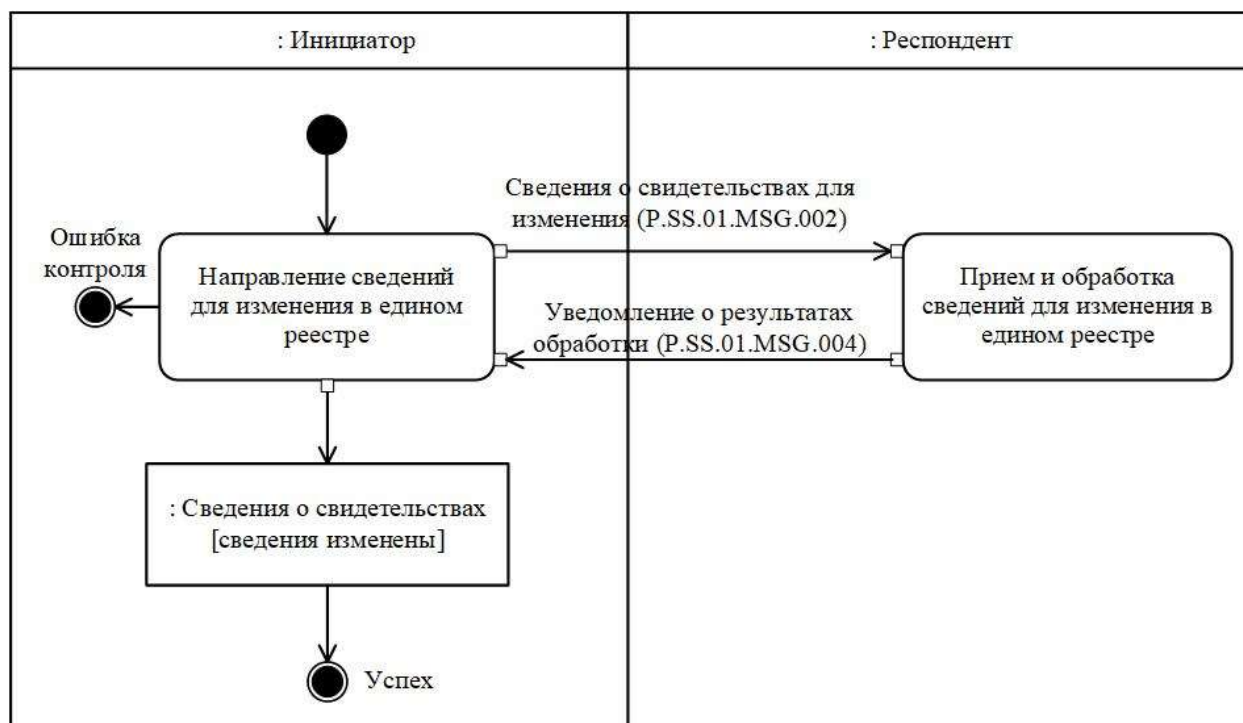 : Инициатор
: Респондент
Сведения о свидетельствах для
изменения (P.SS.01.MSG.002)
Ошибка
контроля
Направление сведений
для изменения в едином
реестре
Прием и обработка
сведений для изменения в
едином реестре
Уведомление о результатах
обработки (P.SS.01.MSG.004)
: Сведения о свидетельствах
[сведения изменены]
Успех